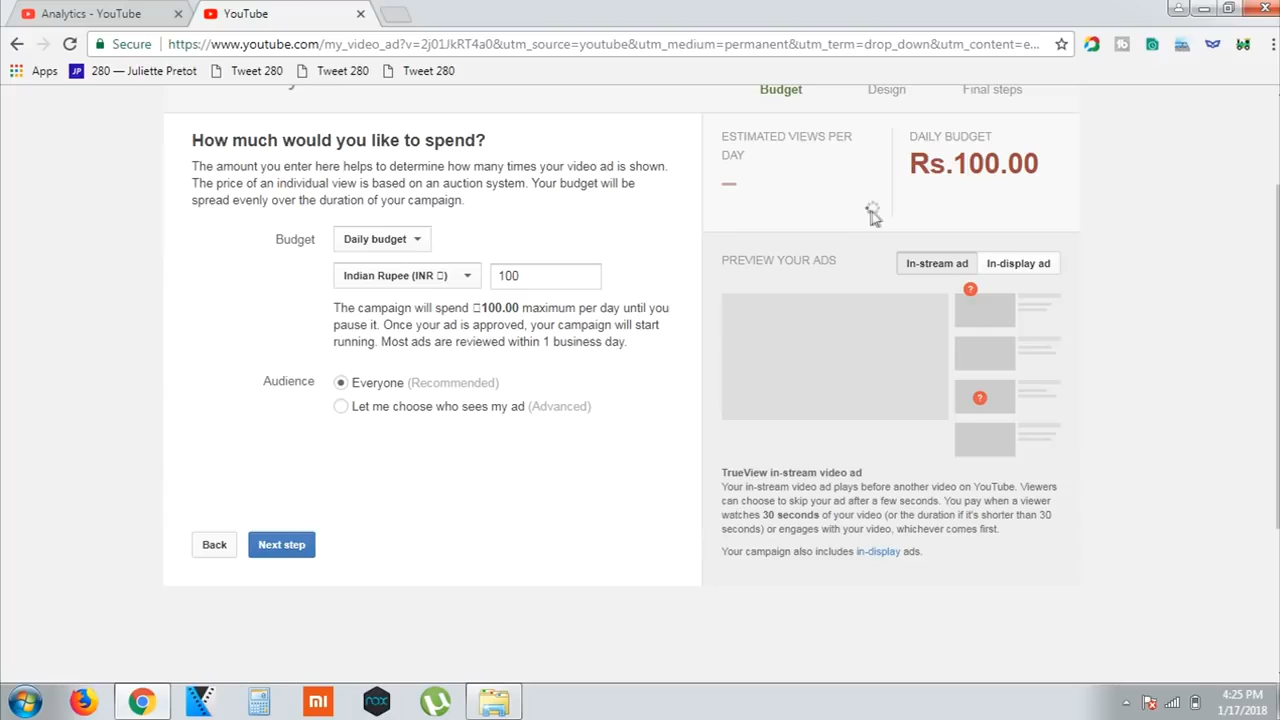 Analytics - YouTube
YouTube
Secure
https://www.youtube.com/my_video_ad?v=2j01JkRT4a0&utm_source=youtube&utm_medium=permanent&utm_term=drop_down&utm_content=e...
Apps
JP 280 — Juliette Pretot
Tweet 280
Tweet 280
Tweet 280
Budget
Design
Final steps
How much would you like to spend?
The amount you enter here helps to determine how many times your video ad is shown.
The price of an individual view is based on an auction system. Your budget will be
spread evenly over the duration of your campaign.
Budget
Daily budget
Indian Rupee (INR ▯)
100
The campaign will spend ▯100.00 maximum per day until you
pause it. Once your ad is approved, your campaign will start
running. Most ads are reviewed within 1 business day.
Audience
Everyone (Recommended)
Let me choose who sees my ad (Advanced)
Back
Next step
ESTIMATED VIEWS PER
DAY
—
DAILY BUDGET
Rs.100.00
PREVIEW YOUR ADS
In-stream ad
In-display ad
?
?
TrueView in-stream video ad
Your in-stream video ad plays before another video on YouTube. Viewers
can choose to skip your ad after a few seconds. You pay when a viewer
watches 30 seconds of your video (or the duration if it's shorter than 30
seconds) or engages with your video, whichever comes first.
Your campaign also includes in-display ads.
mi
nox
4:25 PM
1/17/2018